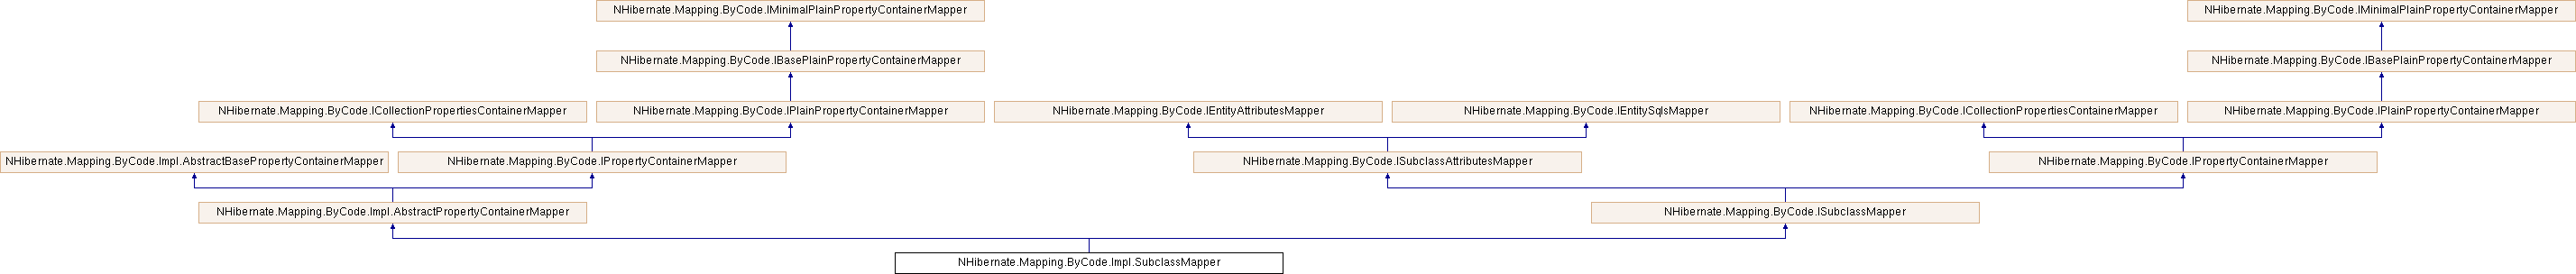 NHibernate.Mapping.ByCode.IMinimalPlainPropertyContainerMapper
NHibernate.Mapping.ByCode.IMinimalPlainPropertyContainerMapper
NHibernate.Mapping.ByCode.IBasePlainPropertyContainerMapper
NHibernate.Mapping.ByCode.IBasePlainPropertyContainerMapper
NHibernate.Mapping.ByCode.ICollectionPropertiesContainerMapper
NHibernate.Mapping.ByCode.IPlainPropertyContainerMapper
NHibernate.Mapping.ByCode.IEntityAttributesMapper
NHibernate.Mapping.ByCode.IEntitySqlsMapper
NHibernate.Mapping.ByCode.ICollectionPropertiesContainerMapper
NHibernate.Mapping.ByCode.IPlainPropertyContainerMapper
NHibernate.Mapping.ByCode.Impl.AbstractBasePropertyContainerMapper
NHibernate.Mapping.ByCode.IPropertyContainerMapper
NHibernate.Mapping.ByCode.ISubclassAttributesMapper
NHibernate.Mapping.ByCode.IPropertyContainerMapper
NHibernate.Mapping.ByCode.Impl.AbstractPropertyContainerMapper
NHibernate.Mapping.ByCode.ISubclassMapper
NHibernate.Mapping.ByCode.Impl.SubclassMapper